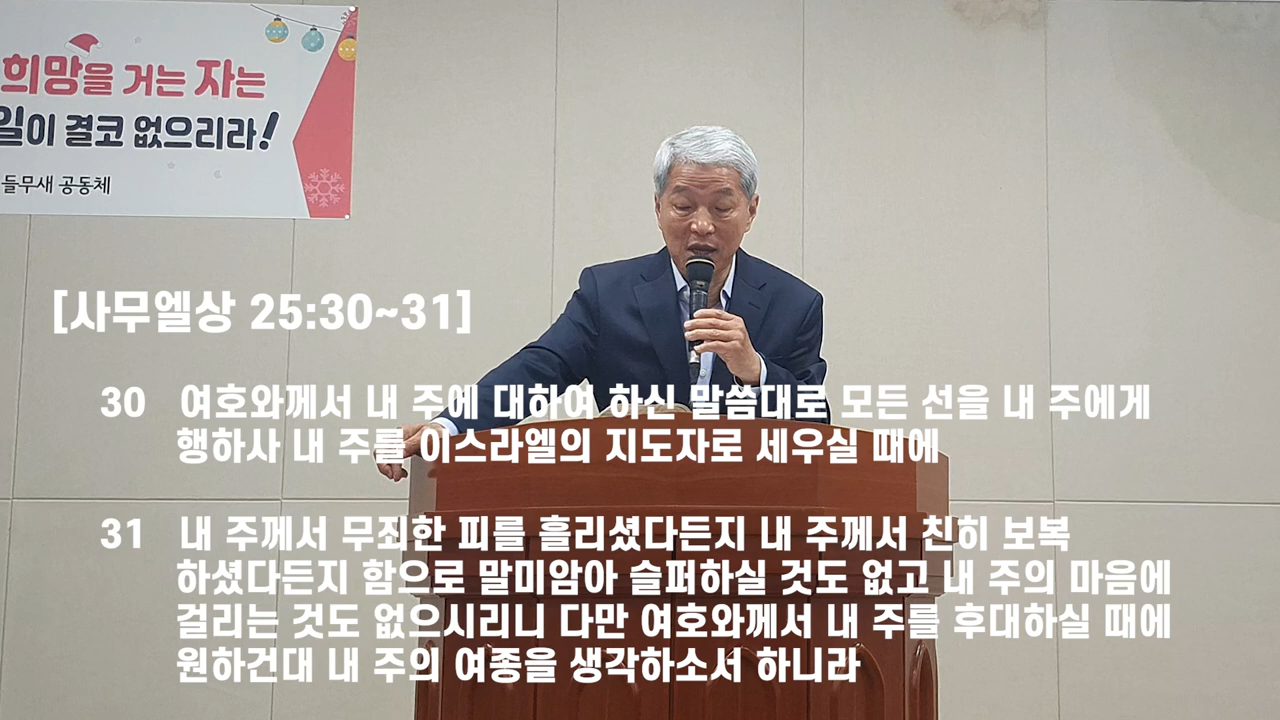 희망을 거는 자는
일이 결코 없으리라!
들무새 공동체
[사무엘상 25:30~31]
30 여호와께서 내 주에 대하여 하신 말씀대로 모든 선을 내 주에게
행하사 내 주를 이스라엘의 지도자로 세우실 때에
31 내 주께서 무죄한 피를 흘리셨다든지 내 주께서 친히 보복
하셨다든지 함으로 말미암아 슬퍼하실 것도 없고 내 주의 마음에
걸리는 것도 없으시리니 다만 여호와께서 내 주를 후대하실 때에
원하건대 내 주의 여종을 생각하소서 하니라